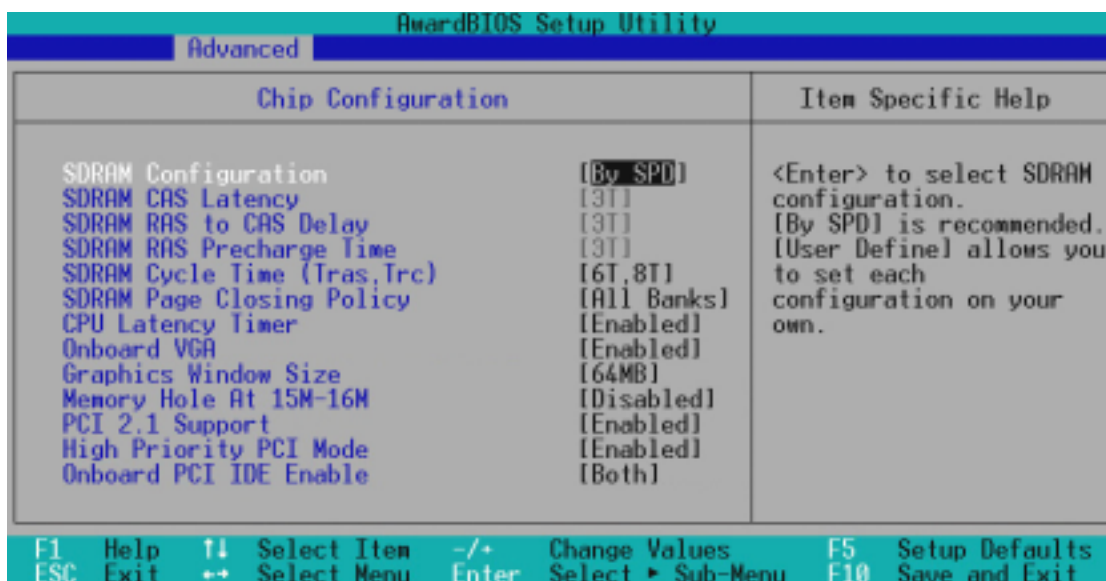 AwardBIOS Setup Utility
Advanced
Chip Configuration
Item Specific Help
SDRAM Configuration [By SPD]
SDRAM CAS Latency [3T]
SDRAM RAS to CAS Delay [3T]
SDRAM RAS Precharge Time [3T]
SDRAM Cycle Time (Tras,Trc) [6T,8T]
SDRAM Page Closing Policy [All Banks]
CPU Latency Timer [Enabled]
Onboard VGA [Enabled]
Graphics Window Size [64MB]
Memory Hole At 15M-16M [Disabled]
PCI 2.1 Support [Enabled]
High Priority PCI Mode [Enabled]
Onboard PCI IDE Enable [Both]
<Enter> to select SDRAM
configuration.
[By SPD] is recommended.
[User Define] allows you
to set each
configuration on your
own.
F1 Help ↑↓ Select Item -/+ Change Values F5 Setup Defaults
ESC Exit ←→ Select Menu Enter Select ► Sub-Menu F10 Save and Exit